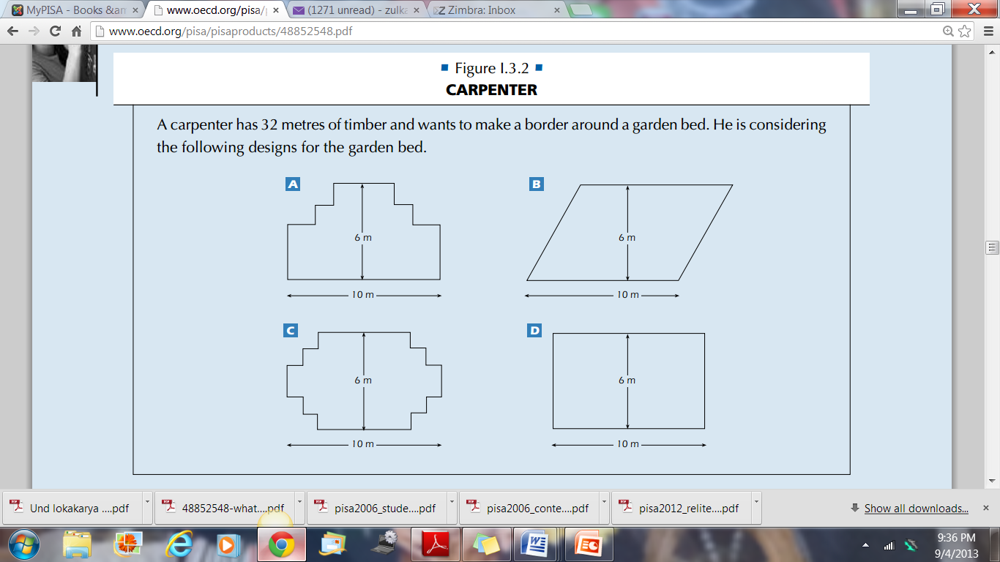 MyPISA - Books &am
www.oecd.org/pisa/
(1271 unread) - zulka
Zimbra: Inbox
www.oecd.org/pisa/pisaproducts/48852548.pdf
Figure I.3.2
CARPENTER
A carpenter has 32 metres of timber and wants to make a border around a garden bed. He is considering
the following designs for the garden bed.
A
6 m
10 m
B
6 m
10 m
C
6 m
10 m
D
6 m
10 m
Und lokakarya ....pdf
48852548-what....pdf
pisa2006_stude....pdf
pisa2006_conte....pdf
pisa2012_relite....pdf
Show all downloads...
9:36 PM
9/4/2013